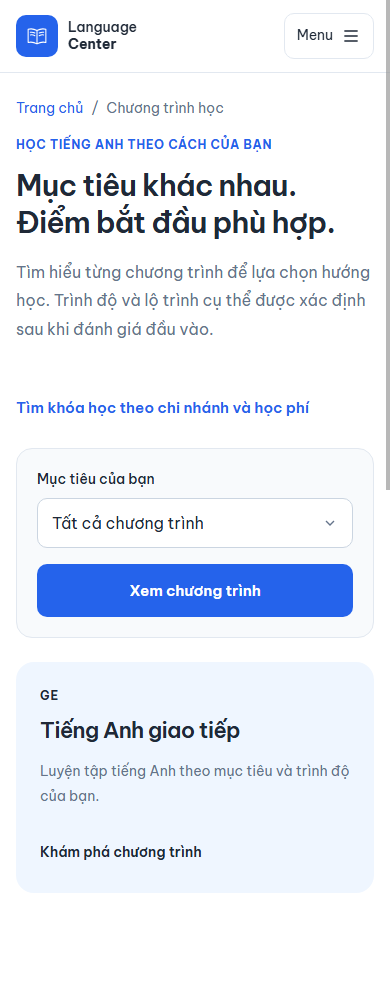 Language
Center
Menu
Trang chủ / Chương trình học
HỌC TIẾNG ANH THEO CÁCH CỦA BẠN
Mục tiêu khác nhau.
Điểm bắt đầu phù hợp.
Tìm hiểu từng chương trình để lựa chọn hướng
học. Trình độ và lộ trình cụ thể được xác định
sau khi đánh giá đầu vào.
Tìm khóa học theo chi nhánh và học phí
Mục tiêu của bạn
Tất cả chương trình
Xem chương trình
GE
Tiếng Anh giao tiếp
Luyện tập tiếng Anh theo mục tiêu và trình độ
của bạn.
Khám phá chương trình